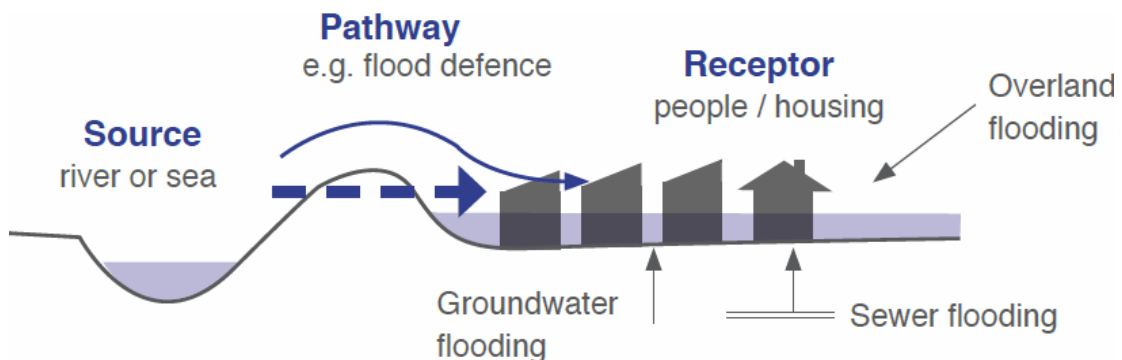 Pathway
e.g. flood defence
Receptor
people / housing
Overland
flooding
Source
river or sea
Groundwater
flooding
Sewer flooding